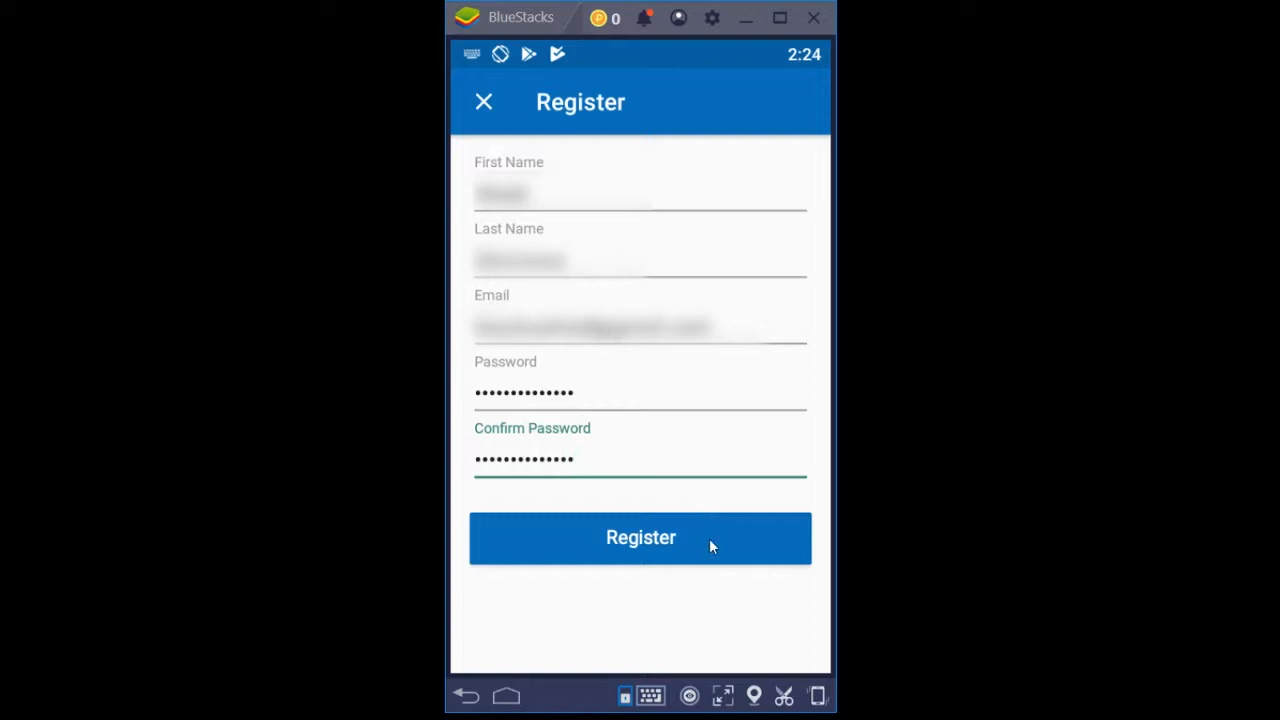 BlueStacks
0
2:24
Register
First Name
Last Name
Email
Password
••••••••••••••
Confirm Password
••••••••••••••
Register